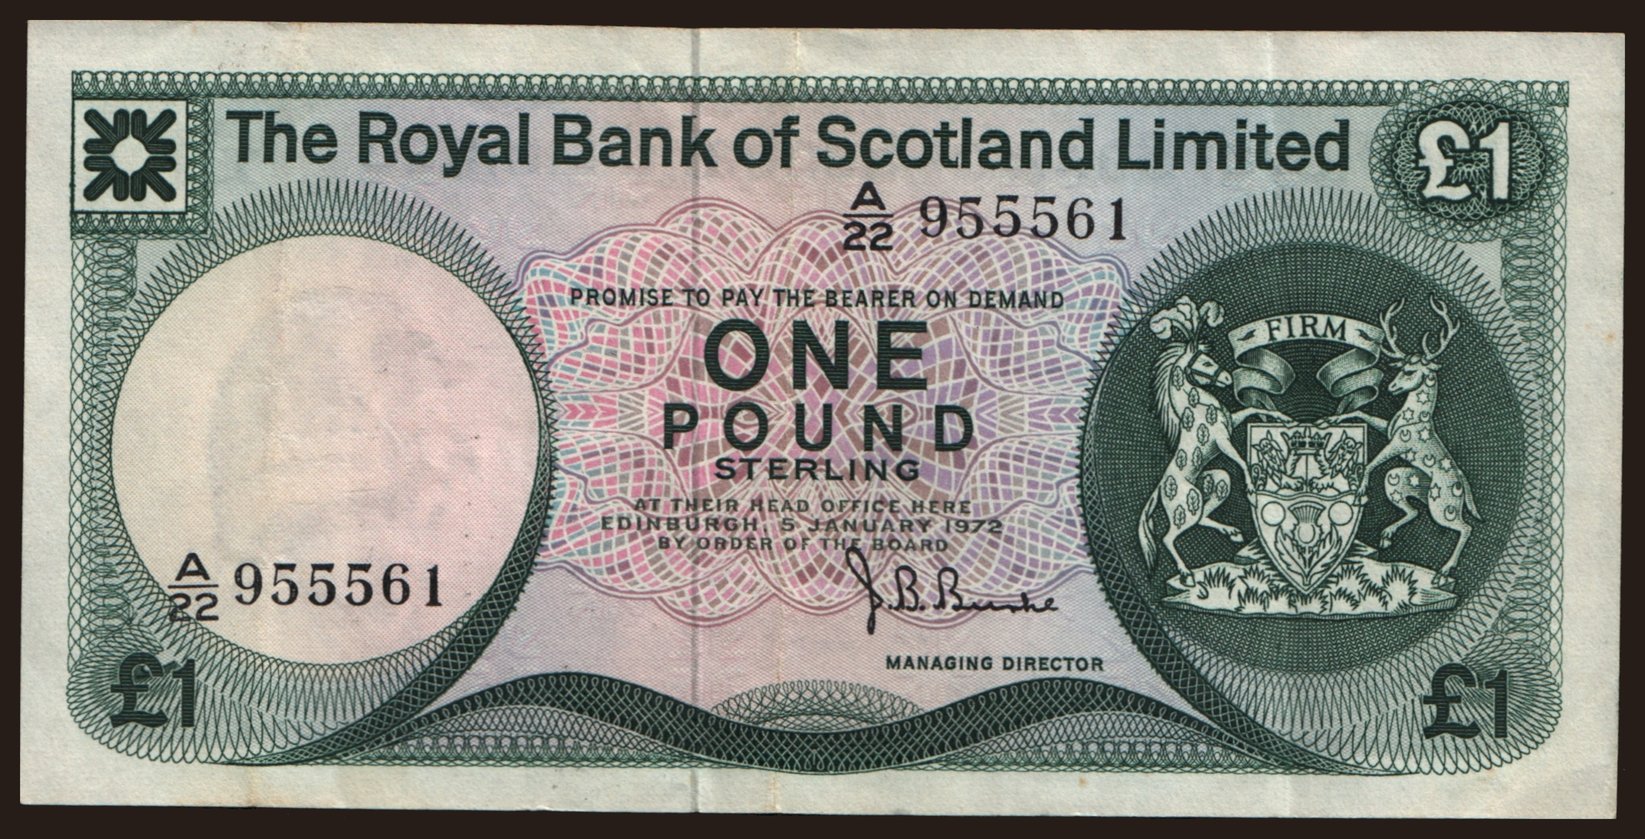 The Royal Bank of Scotland Limited
£1
A/22 955561
PROMISE TO PAY THE BEARER ON DEMAND
ONE
POUND
STERLING
AT THEIR HEAD OFFICE HERE
EDINBURGH, 5 JANUARY 1972
BY ORDER OF THE BOARD
FIRM
A/22 955561
J. B. Burke
MANAGING DIRECTOR
£1
£1